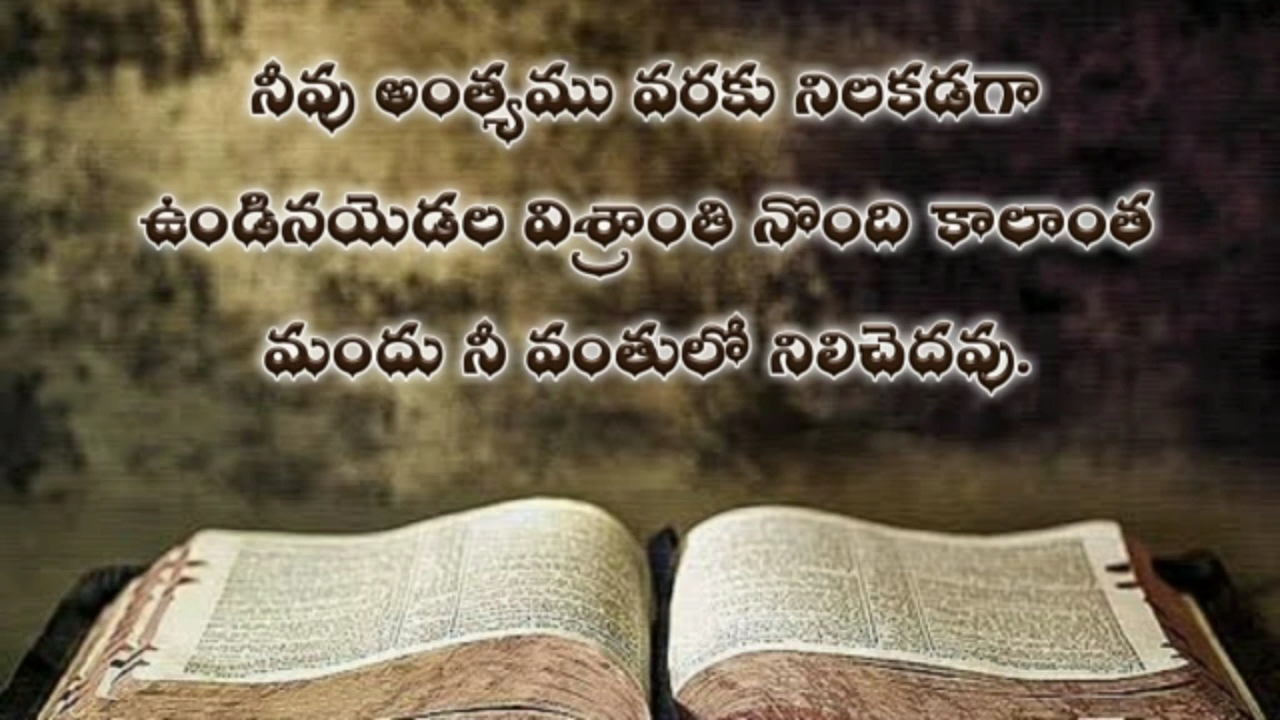 నీవు అంత్యము వరకు నిలకడగా
ఉండినయెడల విశ్రాంతి నొంది కాలాంత
మందు నీ వంతులో నిలిచెదవు.